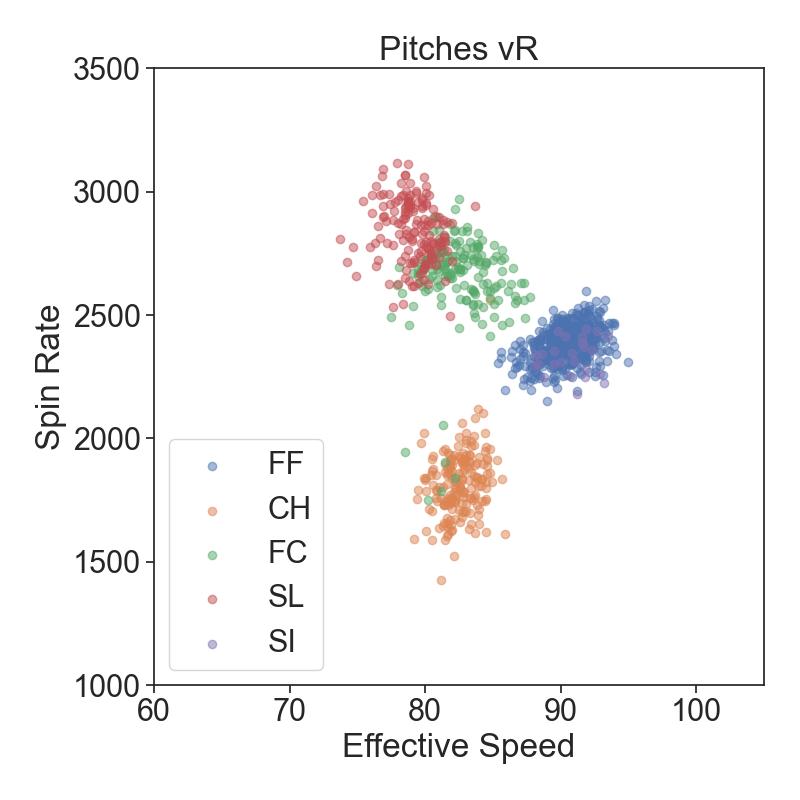 Pitches vR
3500
3000
2500
2000
1500
1000
Spin Rate
FF
CH
FC
SL
SI
60 70 80 90 100
Effective Speed